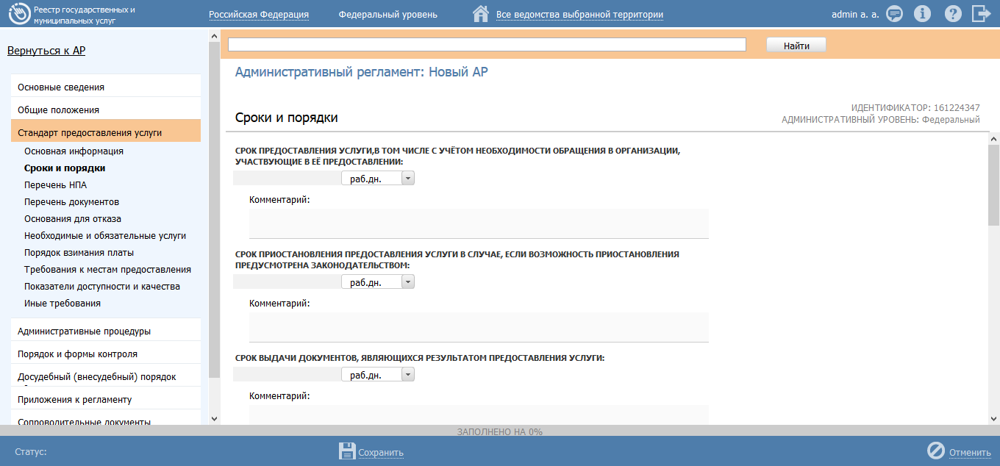 Реестр государственных и
муниципальных услуг
Российская Федерация
Федеральный уровень
Все ведомства выбранной территории
admin a. a.
Вернуться к АР
Найти
Основные сведения
Общие положения
Стандарт предоставления услуги
Основная информация
Сроки и порядки
Перечень НПА
Перечень документов
Основания для отказа
Необходимые и обязательные услуги
Порядок взимания платы
Требования к местам предоставления
Показатели доступности и качества
Иные требования
Административные процедуры
Порядок и формы контроля
Досудебный (внесудебный) порядок
Приложения к регламенту
Сопроводительные документы
Административный регламент: Новый АР
Сроки и порядки
ИДЕНТИФИКАТОР: 161224347
АДМИНИСТРАТИВНЫЙ УРОВЕНЬ: Федеральный
СРОК ПРЕДОСТАВЛЕНИЯ УСЛУГИ,В ТОМ ЧИСЛЕ С УЧЁТОМ НЕОБХОДИМОСТИ ОБРАЩЕНИЯ В ОРГАНИЗАЦИИ,
УЧАСТВУЮЩИЕ В ЕЁ ПРЕДОСТАВЛЕНИИ:
раб.дн.
Комментарий:
СРОК ПРИОСТАНОВЛЕНИЯ ПРЕДОСТАВЛЕНИЯ УСЛУГИ В СЛУЧАЕ, ЕСЛИ ВОЗМОЖНОСТЬ ПРИОСТАНОВЛЕНИЯ
ПРЕДУСМОТРЕНА ЗАКОНОДАТЕЛЬСТВОМ:
раб.дн.
Комментарий:
СРОК ВЫДАЧИ ДОКУМЕНТОВ, ЯВЛЯЮЩИХСЯ РЕЗУЛЬТАТОМ ПРЕДОСТАВЛЕНИЯ УСЛУГИ:
раб.дн.
Комментарий:
ЗАПОЛНЕНО НА 0%
Статус:
Сохранить
Отменить